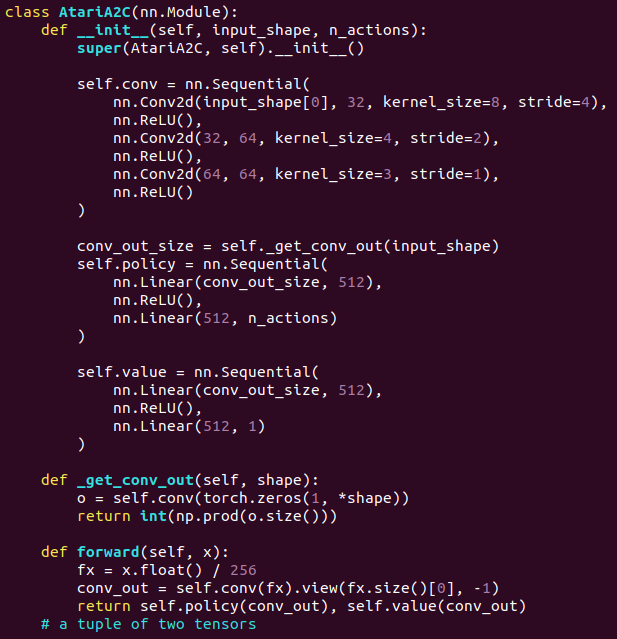 class AtariA2C(nn.Module):
    def __init__(self, input_shape, n_actions):
        super(AtariA2C, self).__init__()

        self.conv = nn.Sequential(
            nn.Conv2d(input_shape[0], 32, kernel_size=8, stride=4),
            nn.ReLU(),
            nn.Conv2d(32, 64, kernel_size=4, stride=2),
            nn.ReLU(),
            nn.Conv2d(64, 64, kernel_size=3, stride=1),
            nn.ReLU()
        )

        conv_out_size = self._get_conv_out(input_shape)
        self.policy = nn.Sequential(
            nn.Linear(conv_out_size, 512),
            nn.ReLU(),
            nn.Linear(512, n_actions)
        )

        self.value = nn.Sequential(
            nn.Linear(conv_out_size, 512),
            nn.ReLU(),
            nn.Linear(512, 1)
        )

    def _get_conv_out(self, shape):
        o = self.conv(torch.zeros(1, *shape))
        return int(np.prod(o.size()))

    def forward(self, x):
        fx = x.float() / 256
        conv_out = self.conv(fx).view(fx.size()[0], -1)
        return self.policy(conv_out), self.value(conv_out)
    # a tuple of two tensors